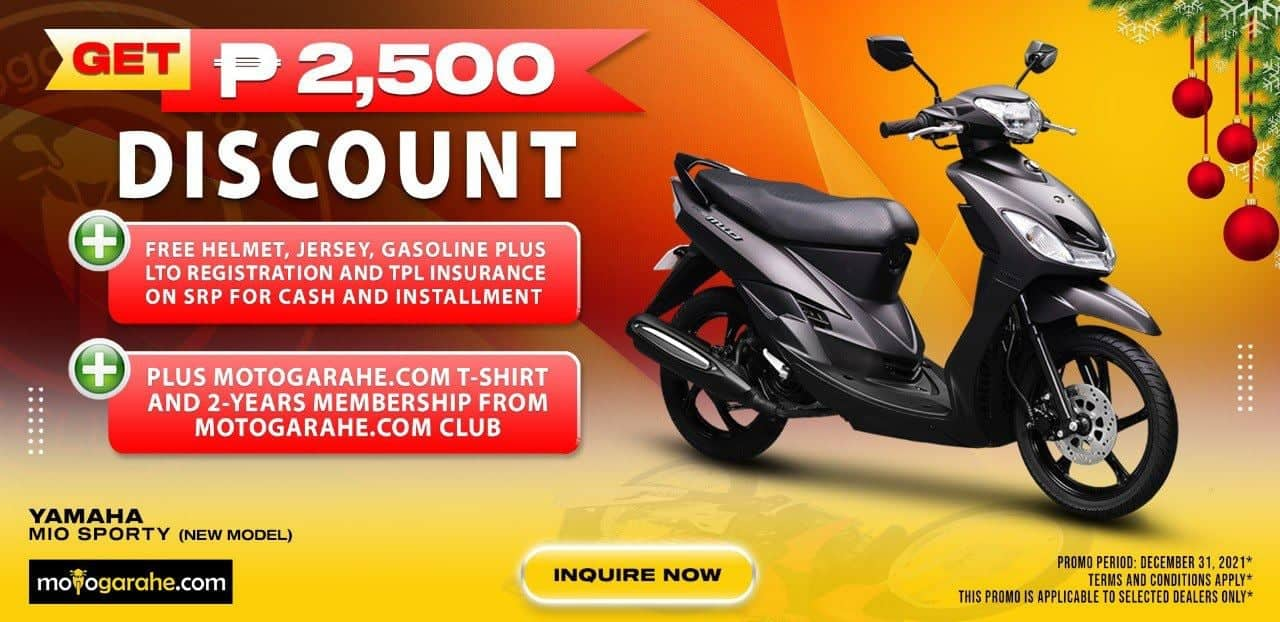 GET ₱ 2,500
DISCOUNT
FREE HELMET, JERSEY, GASOLINE PLUS
LTO REGISTRATION AND TPL INSURANCE
ON SRP FOR CASH AND INSTALLMENT
PLUS MOTOGARAHE.COM T-SHIRT
AND 2-YEARS MEMBERSHIP FROM
MOTOGARAHE.COM CLUB
mio
YAMAHA
MIO SPORTY (NEW MODEL)
motogarahe.com
INQUIRE NOW
PROMO PERIOD: DECEMBER 31, 2021*
TERMS AND CONDITIONS APPLY*
THIS PROMO IS APPLICABLE TO SELECTED DEALERS ONLY*